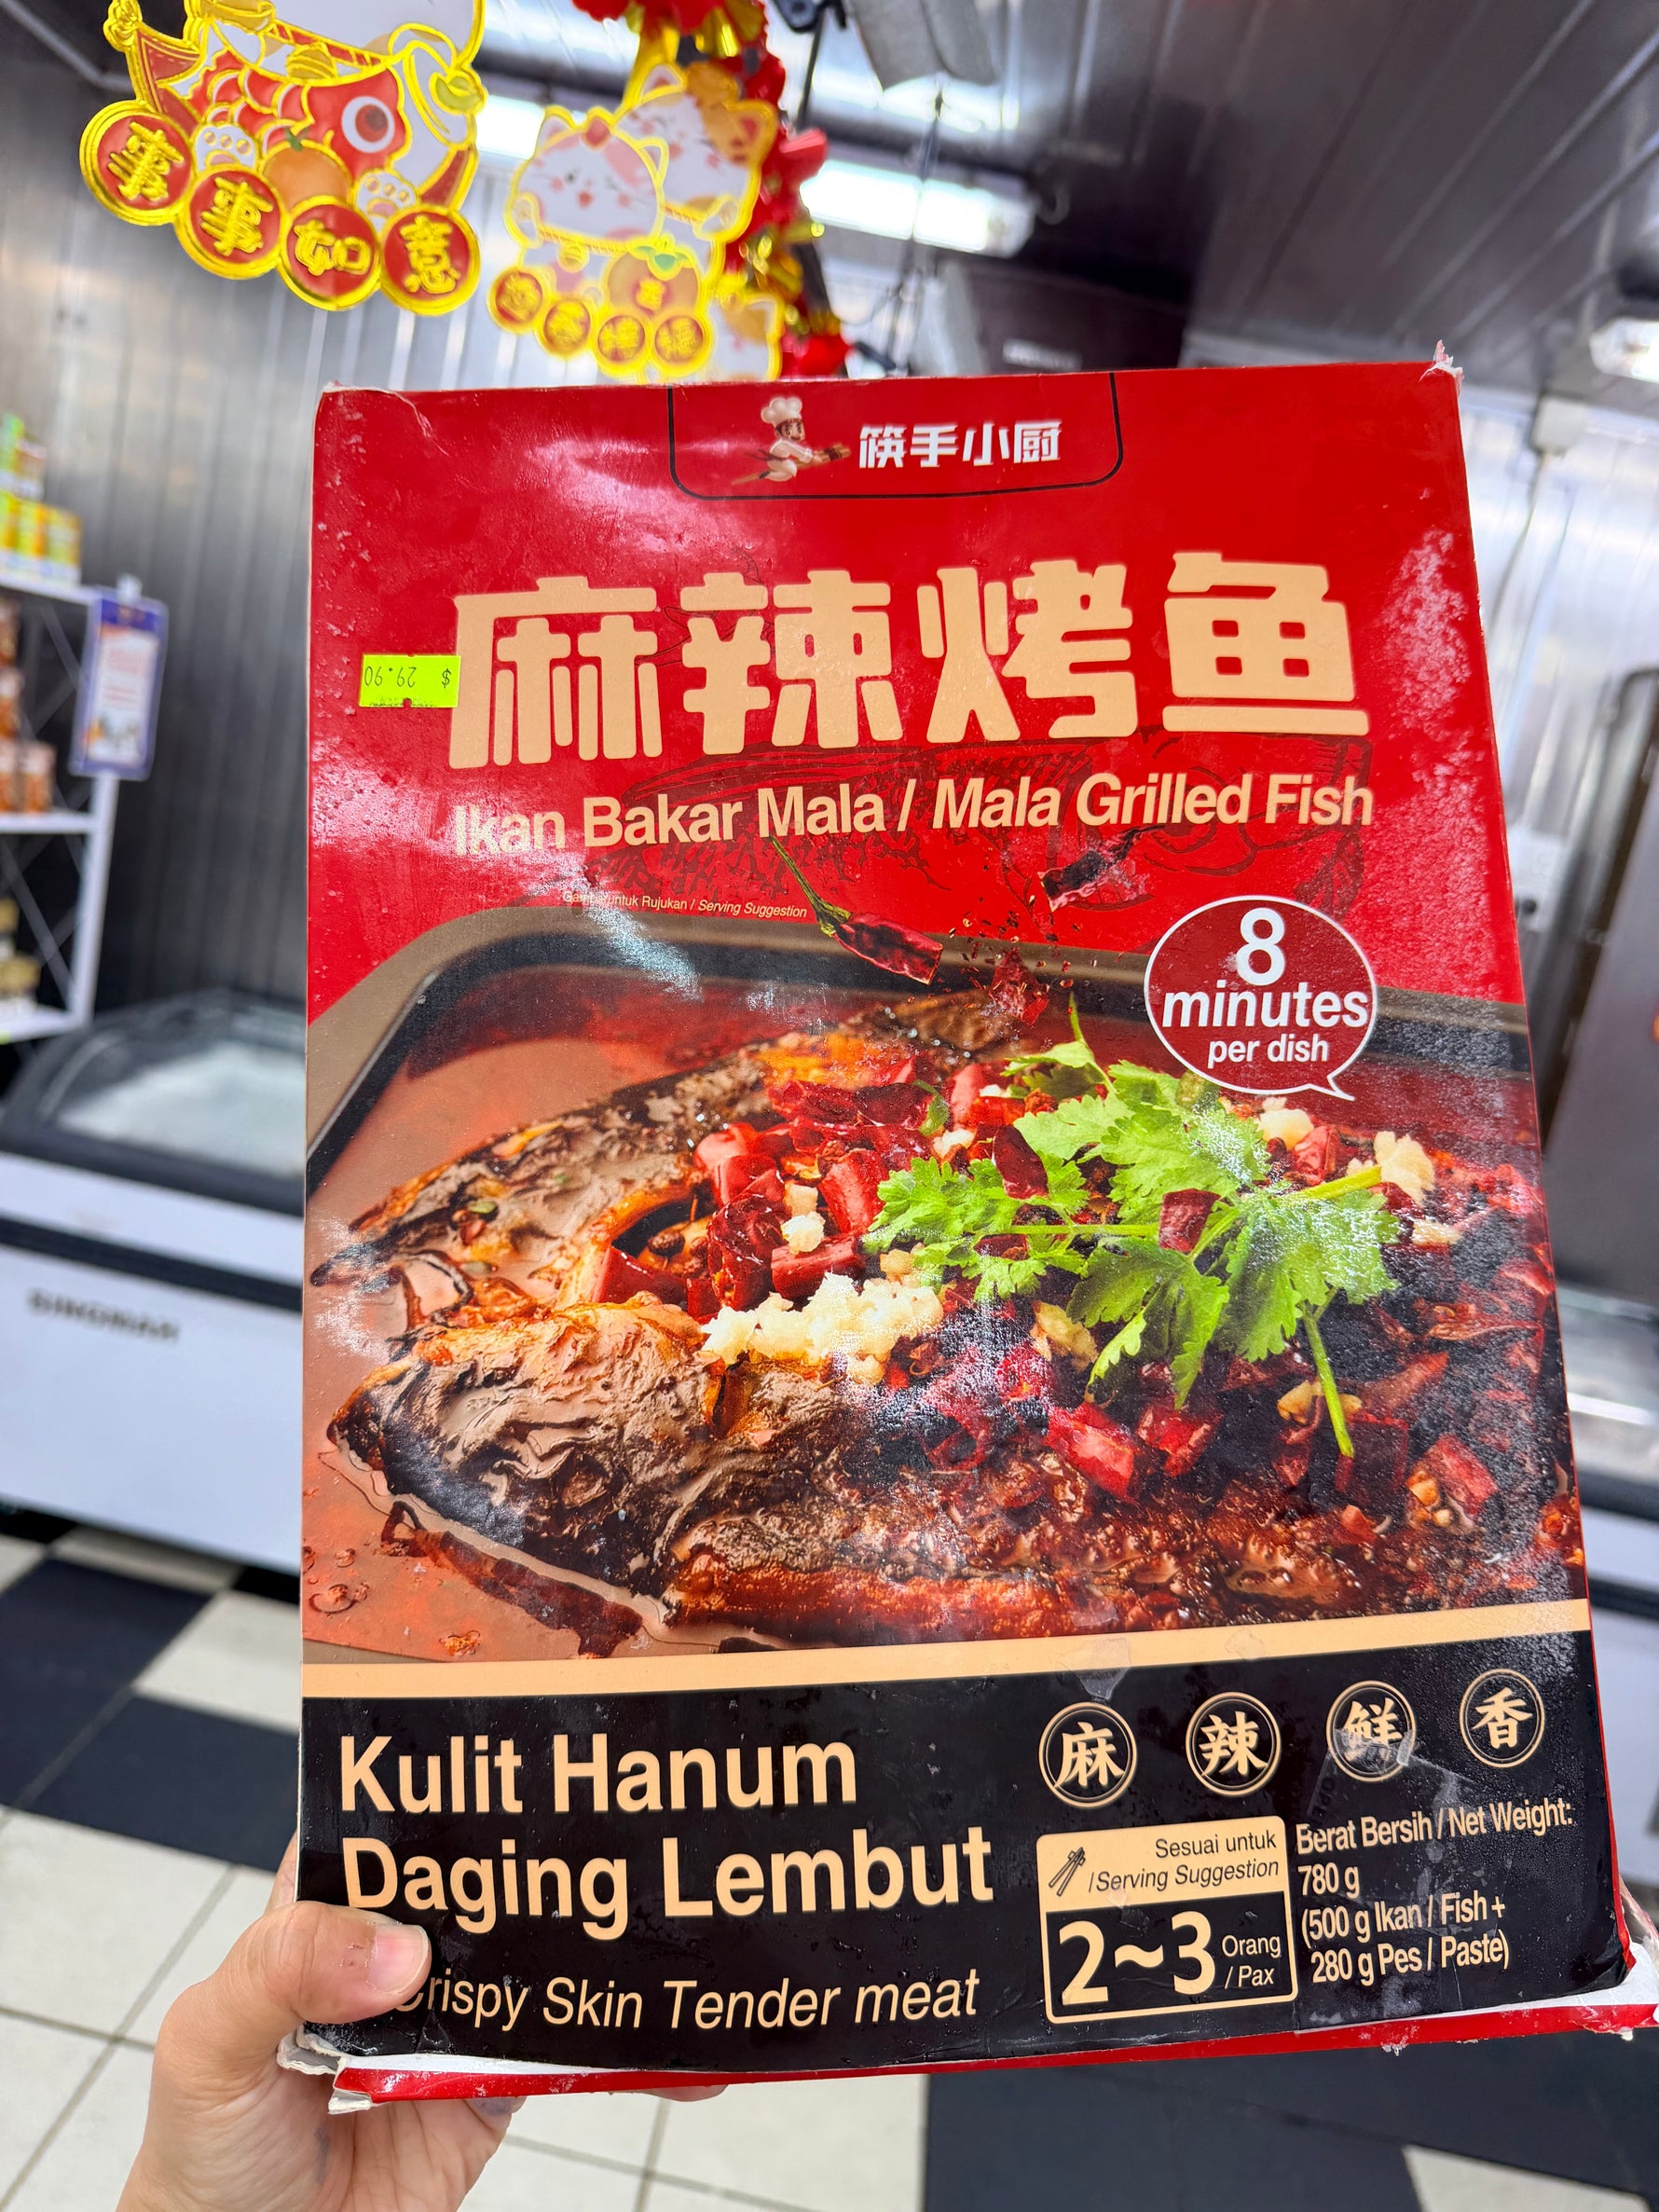 事事如意
筷手小厨
麻辣烤鱼
$ 29.90
Ikan Bakar Mala / Mala Grilled Fish
untuk Rujukan / Serving Suggestion
8
minutes
per dish
Kulit Hanum
Daging Lembut
Crispy Skin Tender meat
麻 辣 鲜 香
Sesuai untuk
/Serving Suggestion
2~3 Orang
/ Pax
Berat Bersih / Net Weight:
780 g
(500 g Ikan / Fish +
280 g Pes / Paste)